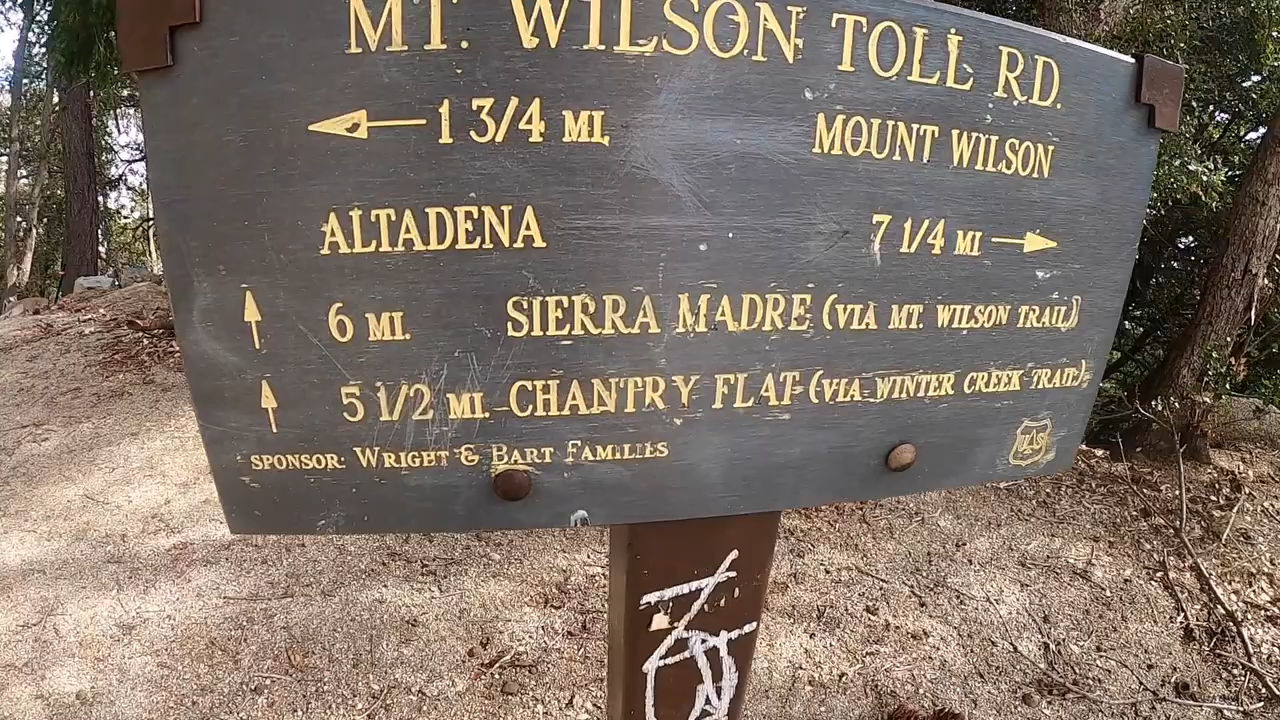 MT. WILSON TOLL RD.
← 1 3/4 MI. MOUNT WILSON
ALTADENA 7 1/4 MI →
↑ 6 MI. SIERRA MADRE (VIA MT. WILSON TRAIL)
↑ 5 1/2 MI. CHANTRY FLAT (VIA WINTER CREEK TRAIL)
SPONSOR: WRIGHT & BART FAMILIES
UAS